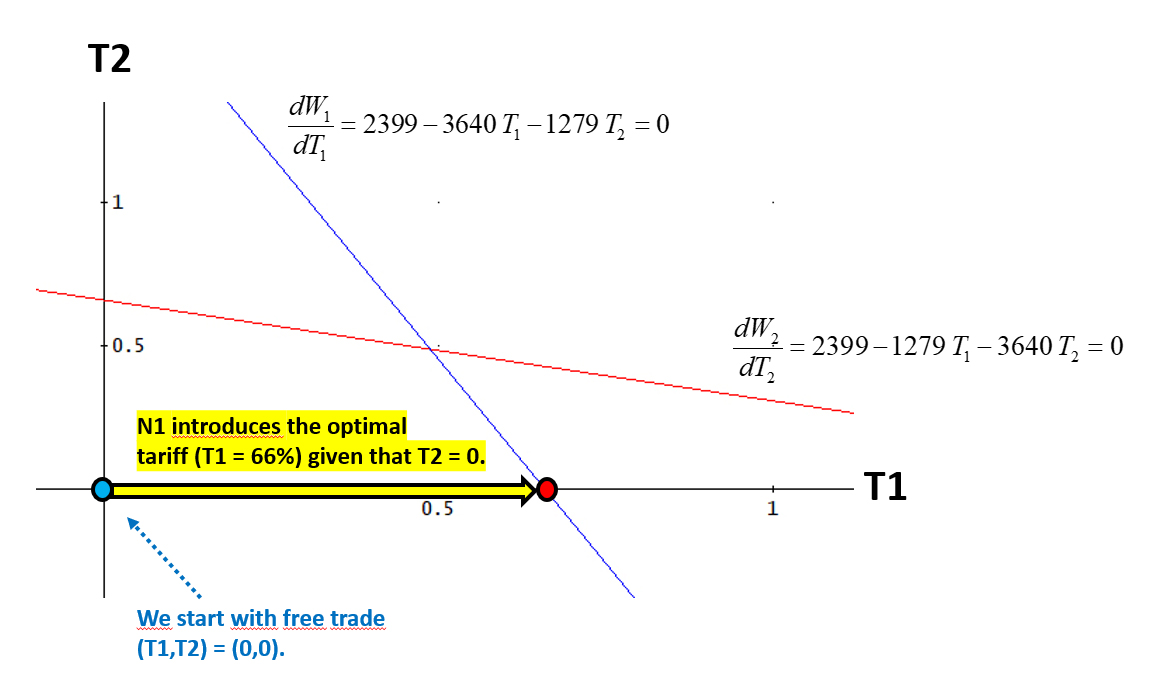 T2
dW₁/dT₁ = 2399 − 3640 T₁ − 1279 T₂ = 0
1
dW₂/dT₂ = 2399 − 1279 T₁ − 3640 T₂ = 0
0.5
N1 introduces the optimal
tariff (T1 = 66%) given that T2 = 0.
T1
0.5
1
We start with free trade
(T1,T2) = (0,0).